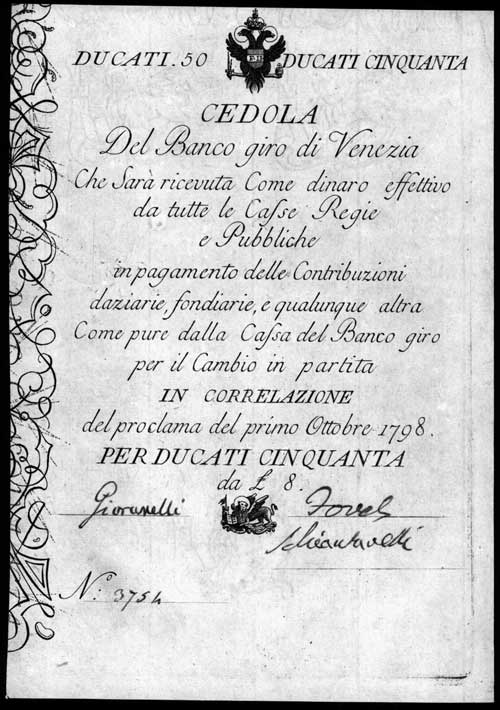 DUCATI. 50 DUCATI CINQUANTA
CEDOLA
Del Banco giro di Venezia
Che Sarà ricevuta Come dinaro effettivo
da tutte le Caſse Regie
e Pubbliche
in pagamento delle Contribuzioni
daziarie, fondiarie, e qualunque altra
Come pure dalla Caſsa del Banco giro
per il Cambio in partita
IN CORRELAZIONE
del proclama del primo Ottobre 1798.
PER DUCATI CINQUANTA
da £ 8.
Giovanelli
N.º 3754